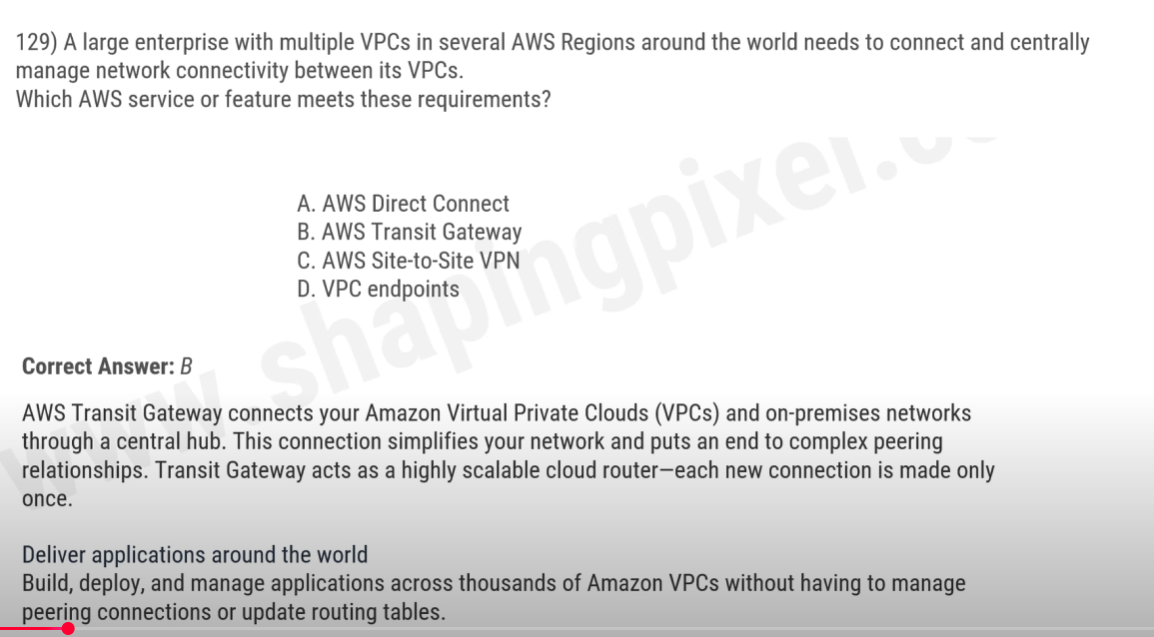 129) A large enterprise with multiple VPCs in several AWS Regions around the world needs to connect and centrally
manage network connectivity between its VPCs.
Which AWS service or feature meets these requirements?
A. AWS Direct Connect
B. AWS Transit Gateway
C. AWS Site-to-Site VPN
D. VPC endpoints
Correct Answer: B
AWS Transit Gateway connects your Amazon Virtual Private Clouds (VPCs) and on-premises networks
through a central hub. This connection simplifies your network and puts an end to complex peering
relationships. Transit Gateway acts as a highly scalable cloud router—each new connection is made only
once.
Deliver applications around the world
Build, deploy, and manage applications across thousands of Amazon VPCs without having to manage
peering connections or update routing tables.
www.shapingpixel.